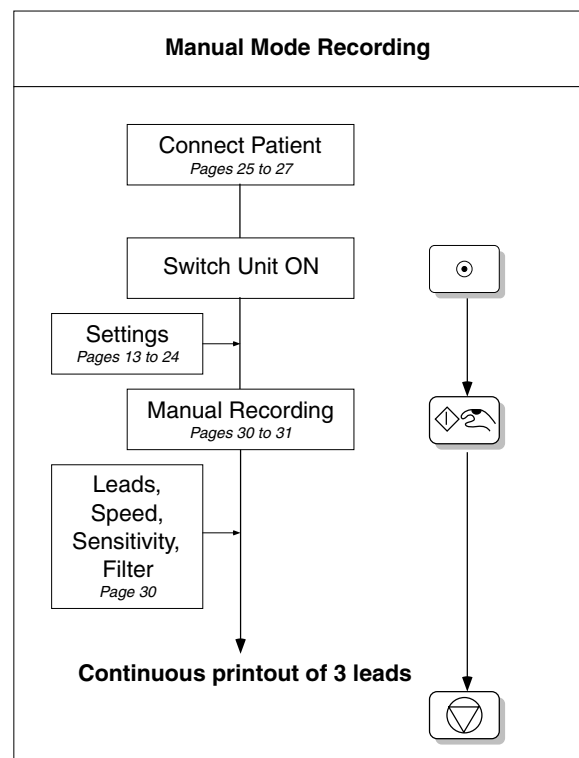 Manual Mode Recording
Connect Patient
Pages 25 to 27
Switch Unit ON
Settings
Pages 13 to 24
Manual Recording
Pages 30 to 31
Leads,
Speed,
Sensitivity,
Filter
Page 30
Continuous printout of 3 leads